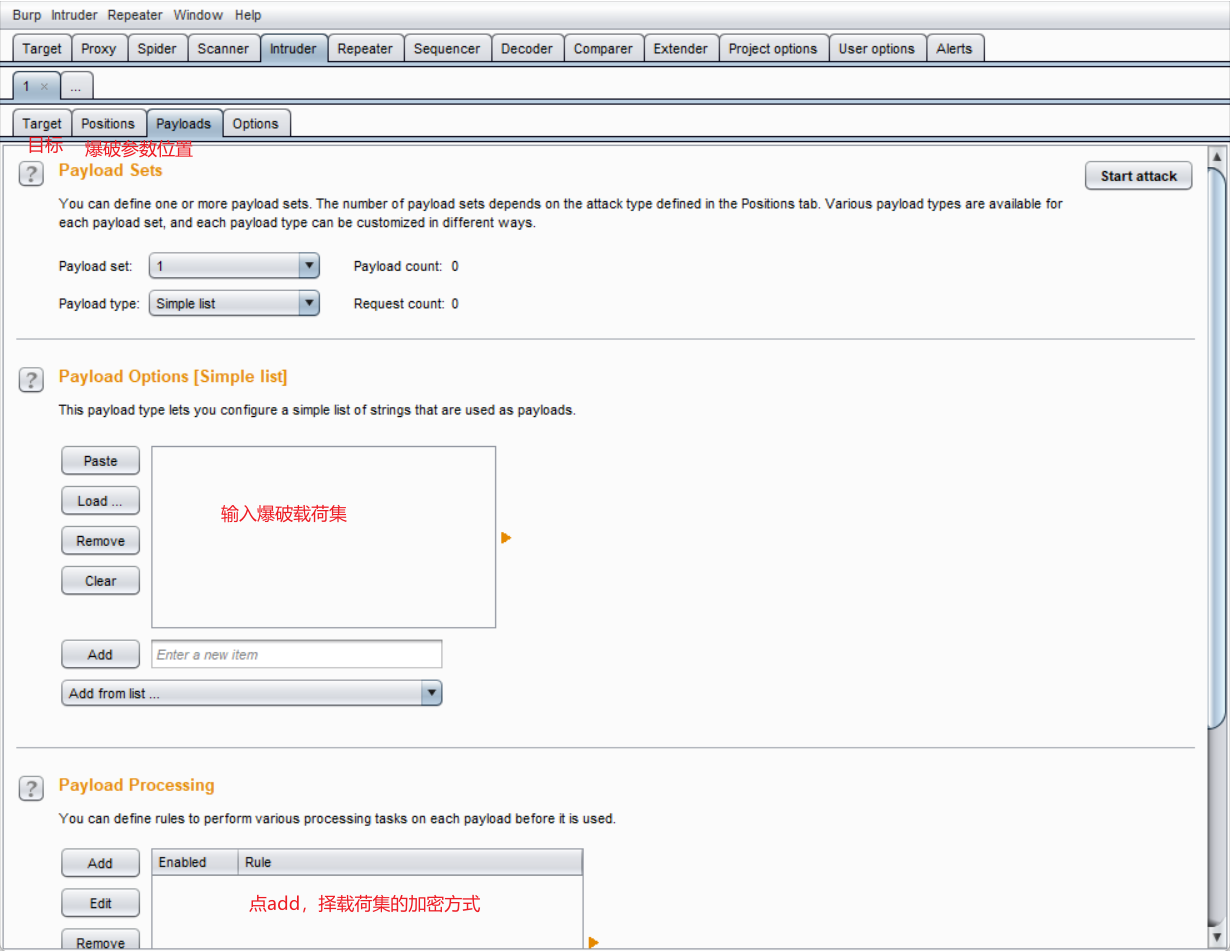 Burp Intruder Repeater Window Help
Target Proxy Spider Scanner Intruder Repeater Sequencer Decoder Comparer Extender Project options User options Alerts
1 × ...
Target Positions Payloads Options
目标 爆破参数位置
? Payload Sets Start attack
You can define one or more payload sets. The number of payload sets depends on the attack type defined in the Positions tab. Various payload types are available for
each payload set, and each payload type can be customized in different ways.
Payload set: 1 Payload count: 0
Payload type: Simple list Request count: 0
? Payload Options [Simple list]
This payload type lets you configure a simple list of strings that are used as payloads.
Paste
Load ...
输入爆破载荷集
Remove
Clear
Add Enter a new item
Add from list ...
? Payload Processing
You can define rules to perform various processing tasks on each payload before it is used.
Add Enabled Rule
Edit 点add，择载荷集的加密方式
Remove